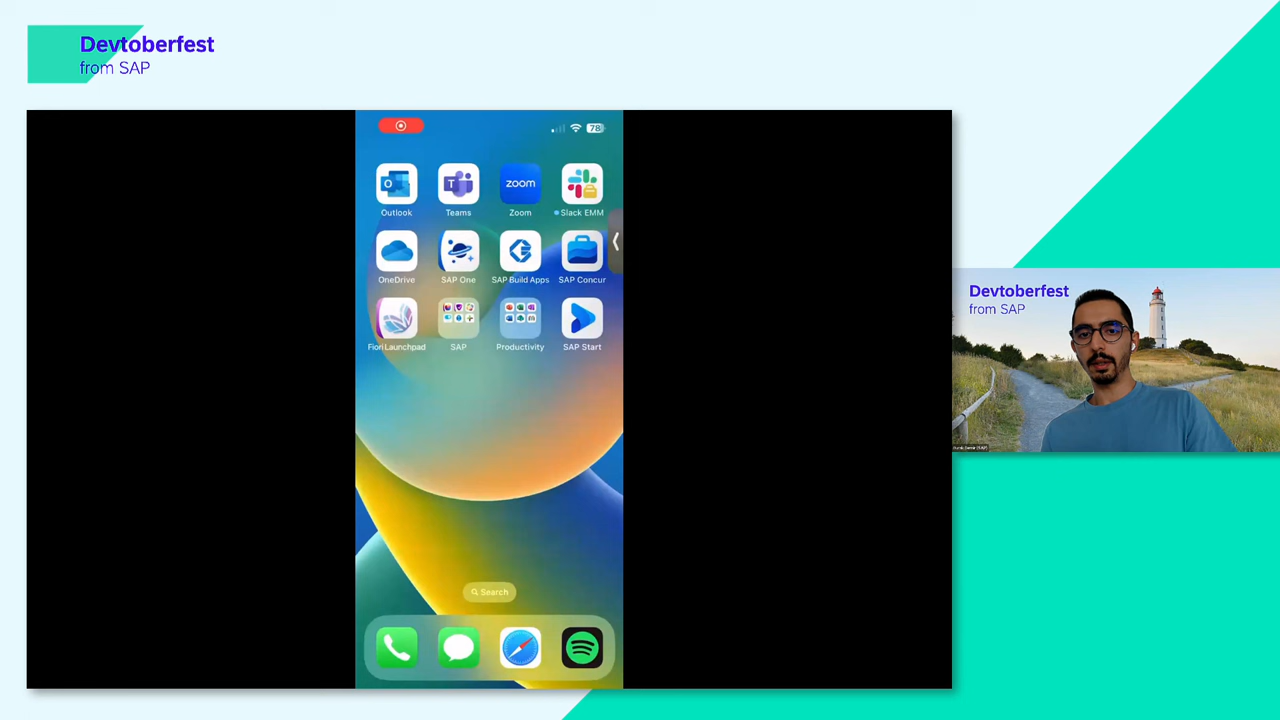 Devtoberfest
from SAP
78
Outlook
Teams
zoom
Zoom
Slack EMM
OneDrive
SAP One
SAP Build Apps
SAP Concur
Fiori Launchpad
SAP
Productivity
SAP Start
Search
Devtoberfest
from SAP